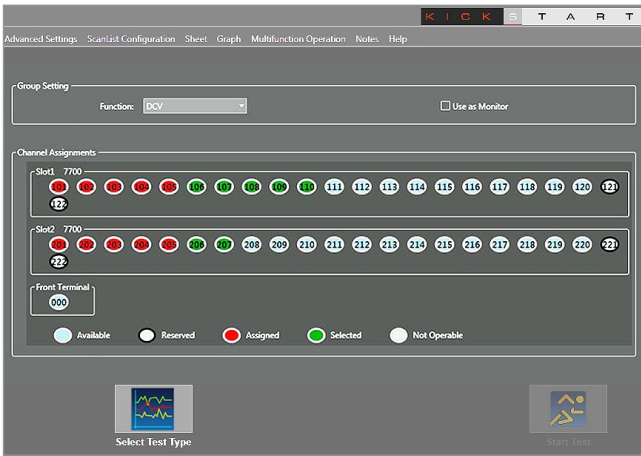 KICKSTART
Advanced Settings ScanList Configuration Sheet Graph Multifunction Operation Notes Help
Group Setting
Function: DCV Use as Monitor
Channel Assignments
Slot1 7700
101 102 103 104 105 106 107 108 109 110 111 112 113 114 115 116 117 118 119 120 121
122
Slot2 7700
201 202 203 204 205 206 207 208 209 210 211 212 213 214 215 216 217 218 219 220 221
222
Front Terminal
000
Available Reserved Assigned Selected Not Operable
Select Test Type Start Test